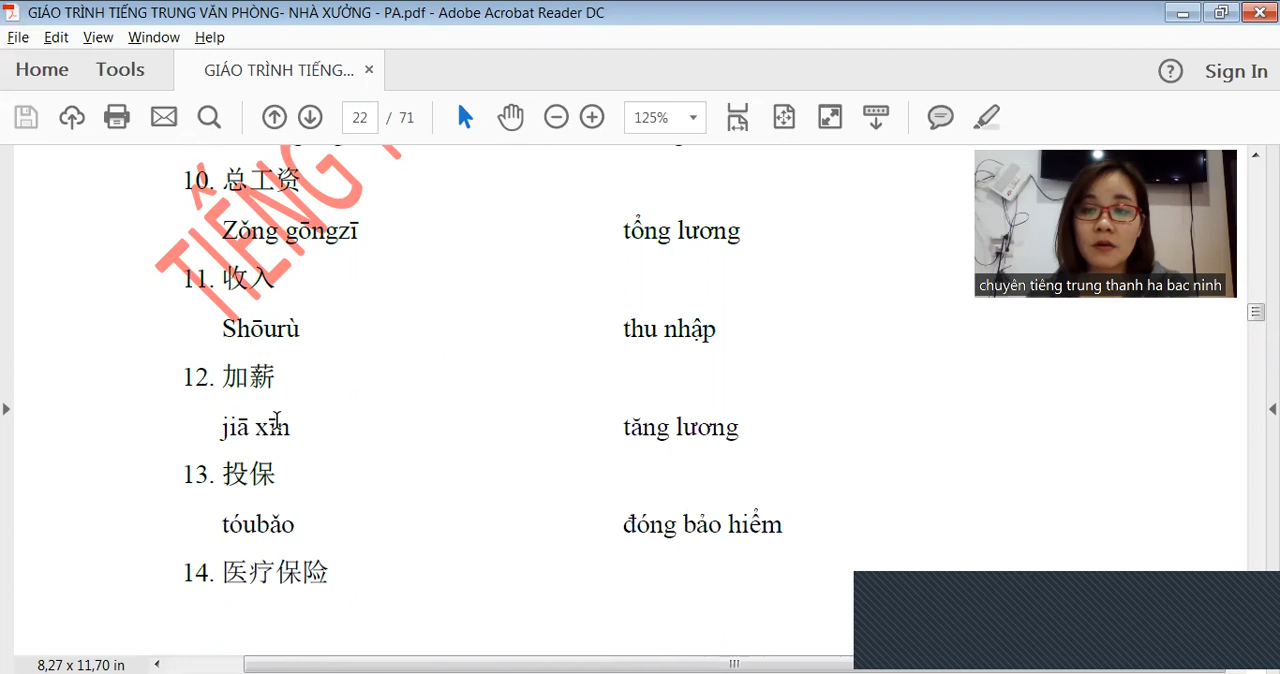 GIÁO TRÌNH TIẾNG TRUNG VĂN PHÒNG- NHÀ XƯỞNG - PA.pdf - Adobe Acrobat Reader DC
File Edit View Window Help
Home Tools GIÁO TRÌNH TIẾNG... × ? Sign In
22 / 71 125%
TIẾNG
10. 总工资
Zǒng gōngzī tổng lương
11. 收入
Shōurù thu nhập
12. 加薪
jiā xīn tăng lương
13. 投保
tóubǎo đóng bảo hiểm
14. 医疗保险
chuyên tiêng trung thanh ha bac ninh
8,27 x 11,70 in